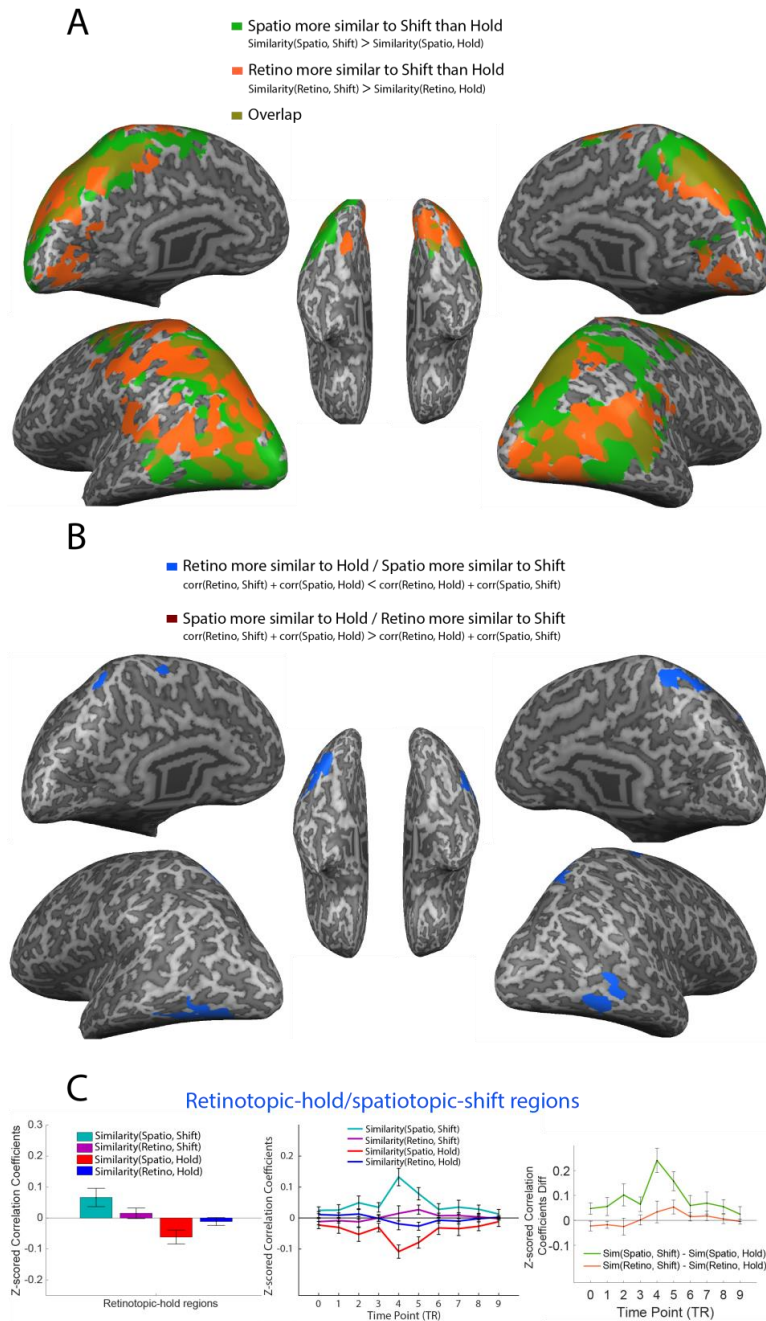 A
Spatio more similar to Shift than Hold
Similarity(Spatio, Shift) > Similarity(Spatio, Hold)
Retino more similar to Shift than Hold
Similarity(Retino, Shift) > Similarity(Retino, Hold)
Overlap
B
Retino more similar to Hold / Spatio more similar to Shift
corr(Retino, Shift) + corr(Spatio, Hold) < corr(Retino, Hold) + corr(Spatio, Shift)
Spatio more similar to Hold / Retino more similar to Shift
corr(Retino, Shift) + corr(Spatio, Hold) > corr(Retino, Hold) + corr(Spatio, Shift)
C
Retinotopic-hold/spatiotopic-shift regions
Z-scored Correlation Coefficients
0.3
0.2
0.1
0
-0.1
-0.2
Similarity(Spatio, Shift)
Similarity(Retino, Shift)
Similarity(Spatio, Hold)
Similarity(Retino, Hold)
Retinotopic-hold regions
Z-scored Correlation Coefficients
0.3
0.2
0.1
0
-0.1
Similarity(Spatio, Shift)
Similarity(Retino, Shift)
Similarity(Spatio, Hold)
Similarity(Retino, Hold)
0 1 2 3 4 5 6 7 8 9
Time Point (TR)
Z-scored Correlation
Coefficients Diff
0.2
0.1
0
-0.1
Sim(Spatio, Shift) - Sim(Spatio, Hold)
Sim(Retino, Shift) - Sim(Retino, Hold)
0 1 2 3 4 5 6 7 8 9
Time Point (TR)